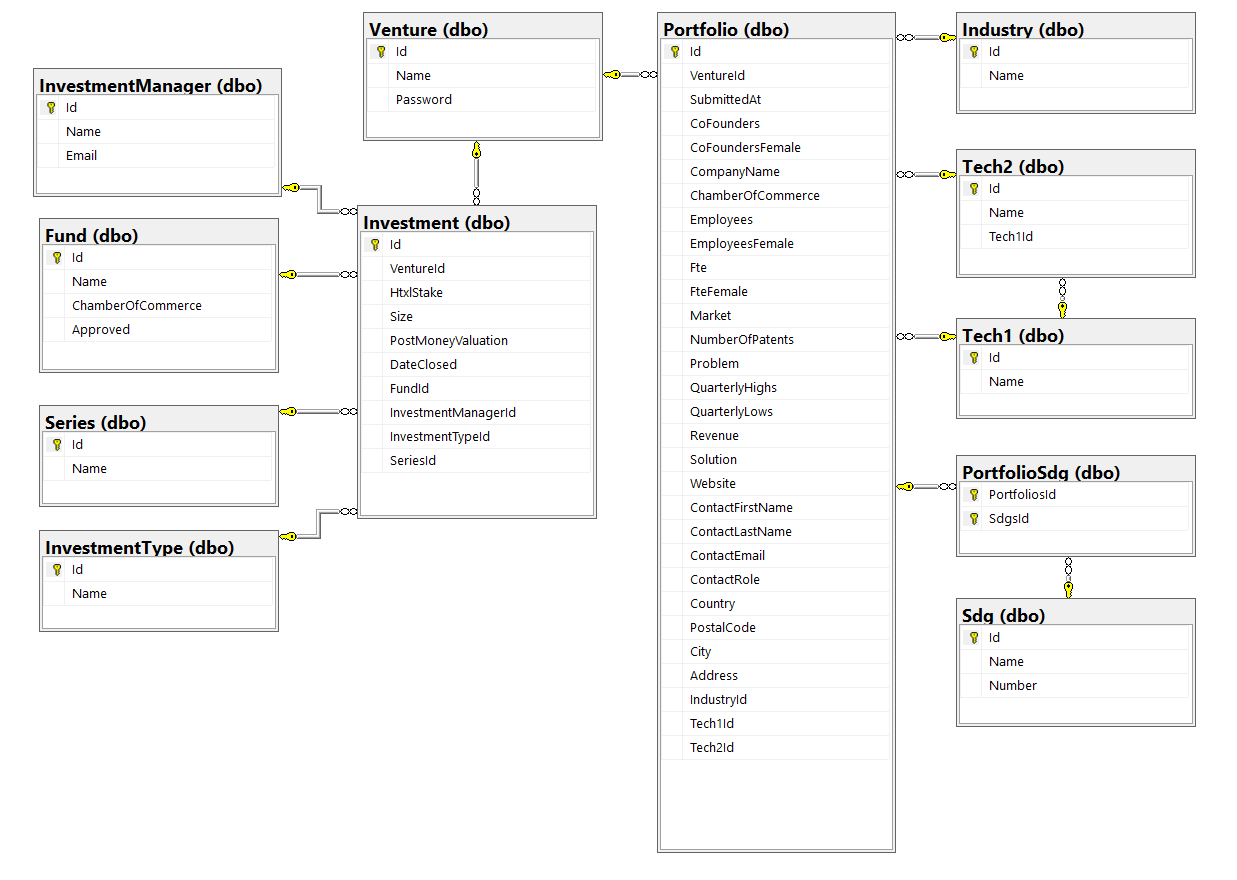 InvestmentManager (dbo)
Id
Name
Email
Fund (dbo)
Id
Name
ChamberOfCommerce
Approved
Series (dbo)
Id
Name
InvestmentType (dbo)
Id
Name
Venture (dbo)
Id
Name
Password
Investment (dbo)
Id
VentureId
HtxlStake
Size
PostMoneyValuation
DateClosed
FundId
InvestmentManagerId
InvestmentTypeId
SeriesId
Portfolio (dbo)
Id
VentureId
SubmittedAt
CoFounders
CoFoundersFemale
CompanyName
ChamberOfCommerce
Employees
EmployeesFemale
Fte
FteFemale
Market
NumberOfPatents
Problem
QuarterlyHighs
QuarterlyLows
Revenue
Solution
Website
ContactFirstName
ContactLastName
ContactEmail
ContactRole
Country
PostalCode
City
Address
IndustryId
Tech1Id
Tech2Id
Industry (dbo)
Id
Name
Tech2 (dbo)
Id
Name
Tech1Id
Tech1 (dbo)
Id
Name
PortfolioSdg (dbo)
PortfoliosId
SdgsId
Sdg (dbo)
Id
Name
Number